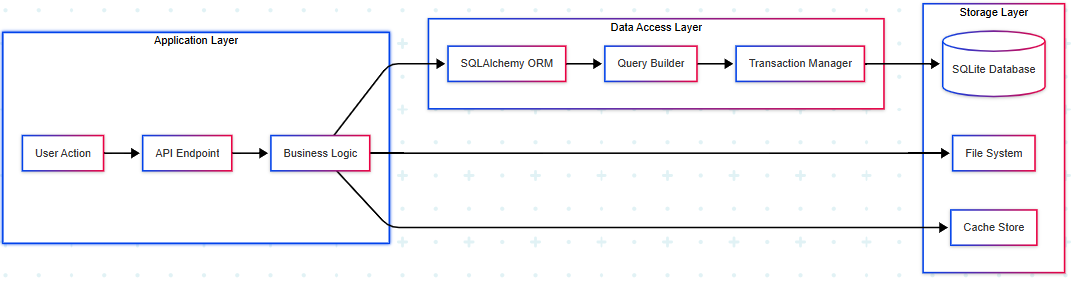 Application Layer
User Action
API Endpoint
Business Logic
Data Access Layer
SQLAlchemy ORM
Query Builder
Transaction Manager
Storage Layer
SQLite Database
File System
Cache Store